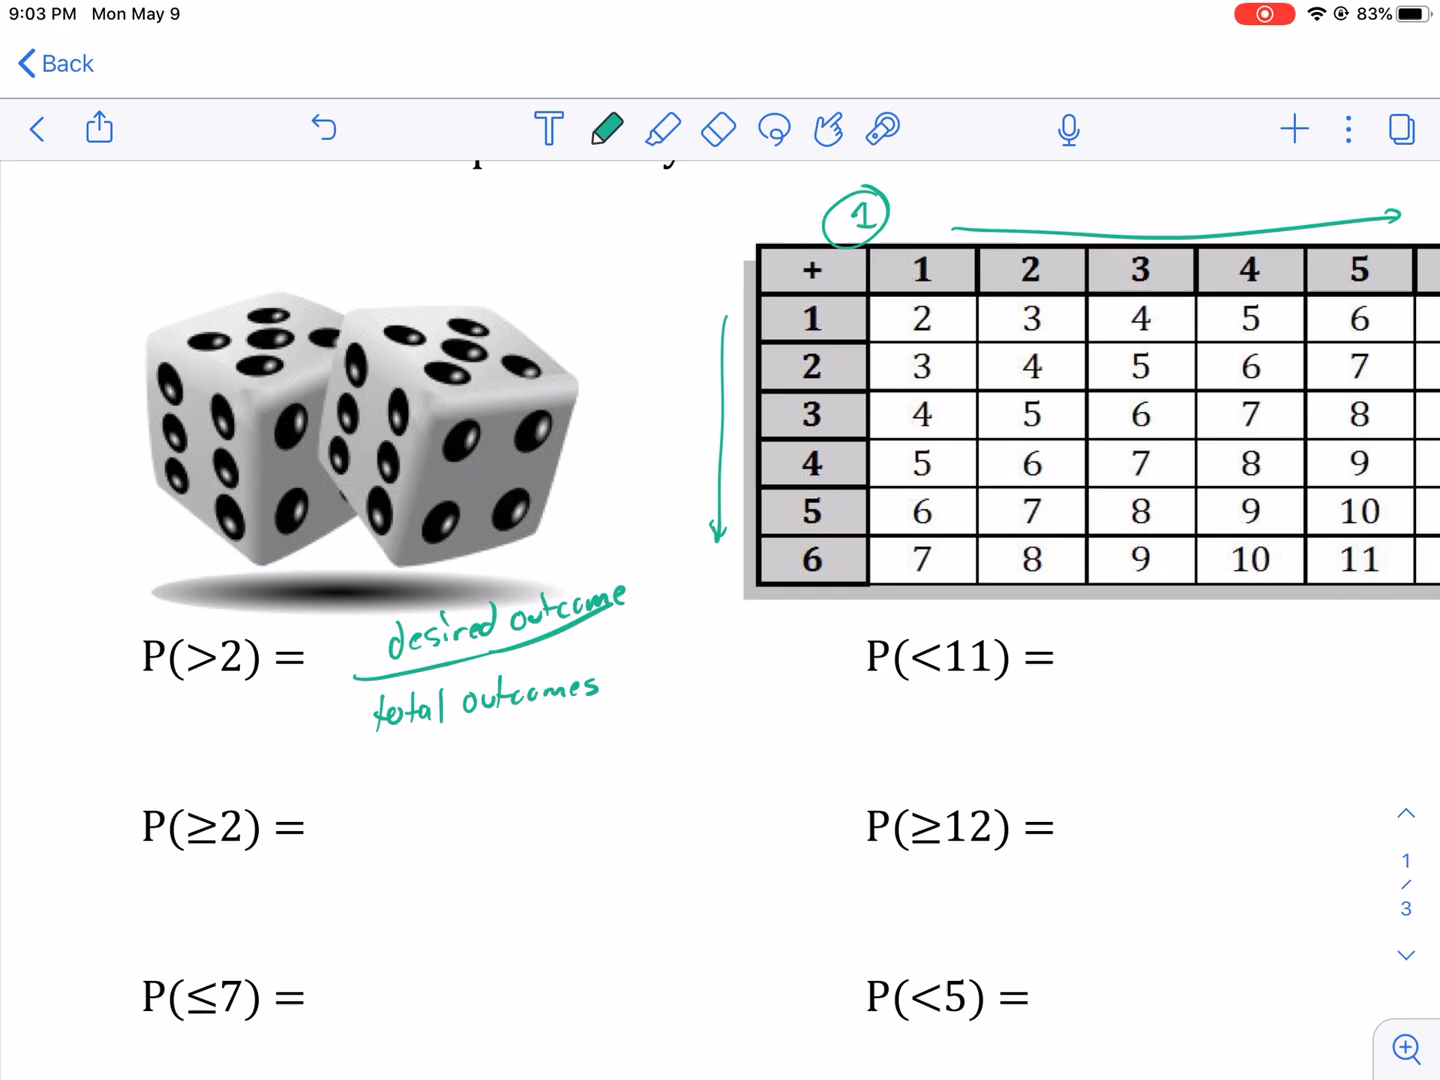 9:03 PM Mon May 9
83%
Back
T
1
+ 1 2 3 4 5
1 2 3 4 5 6
2 3 4 5 6 7
3 4 5 6 7 8
4 5 6 7 8 9
5 6 7 8 9 10
6 7 8 9 10 11
desired outcome
total outcomes
P(>2) =
P(<11) =
P(≥2) =
P(≥12) =
1
/
3
P(≤7) =
P(<5) =